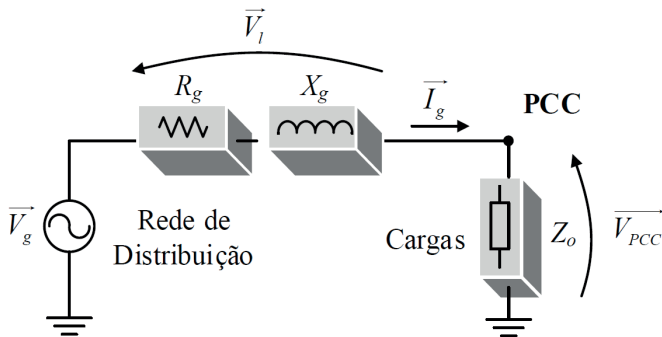 V_l
R_g
X_g
I_g
PCC
V_g
Rede de
Distribuição
Cargas
Z_o
V_PCC